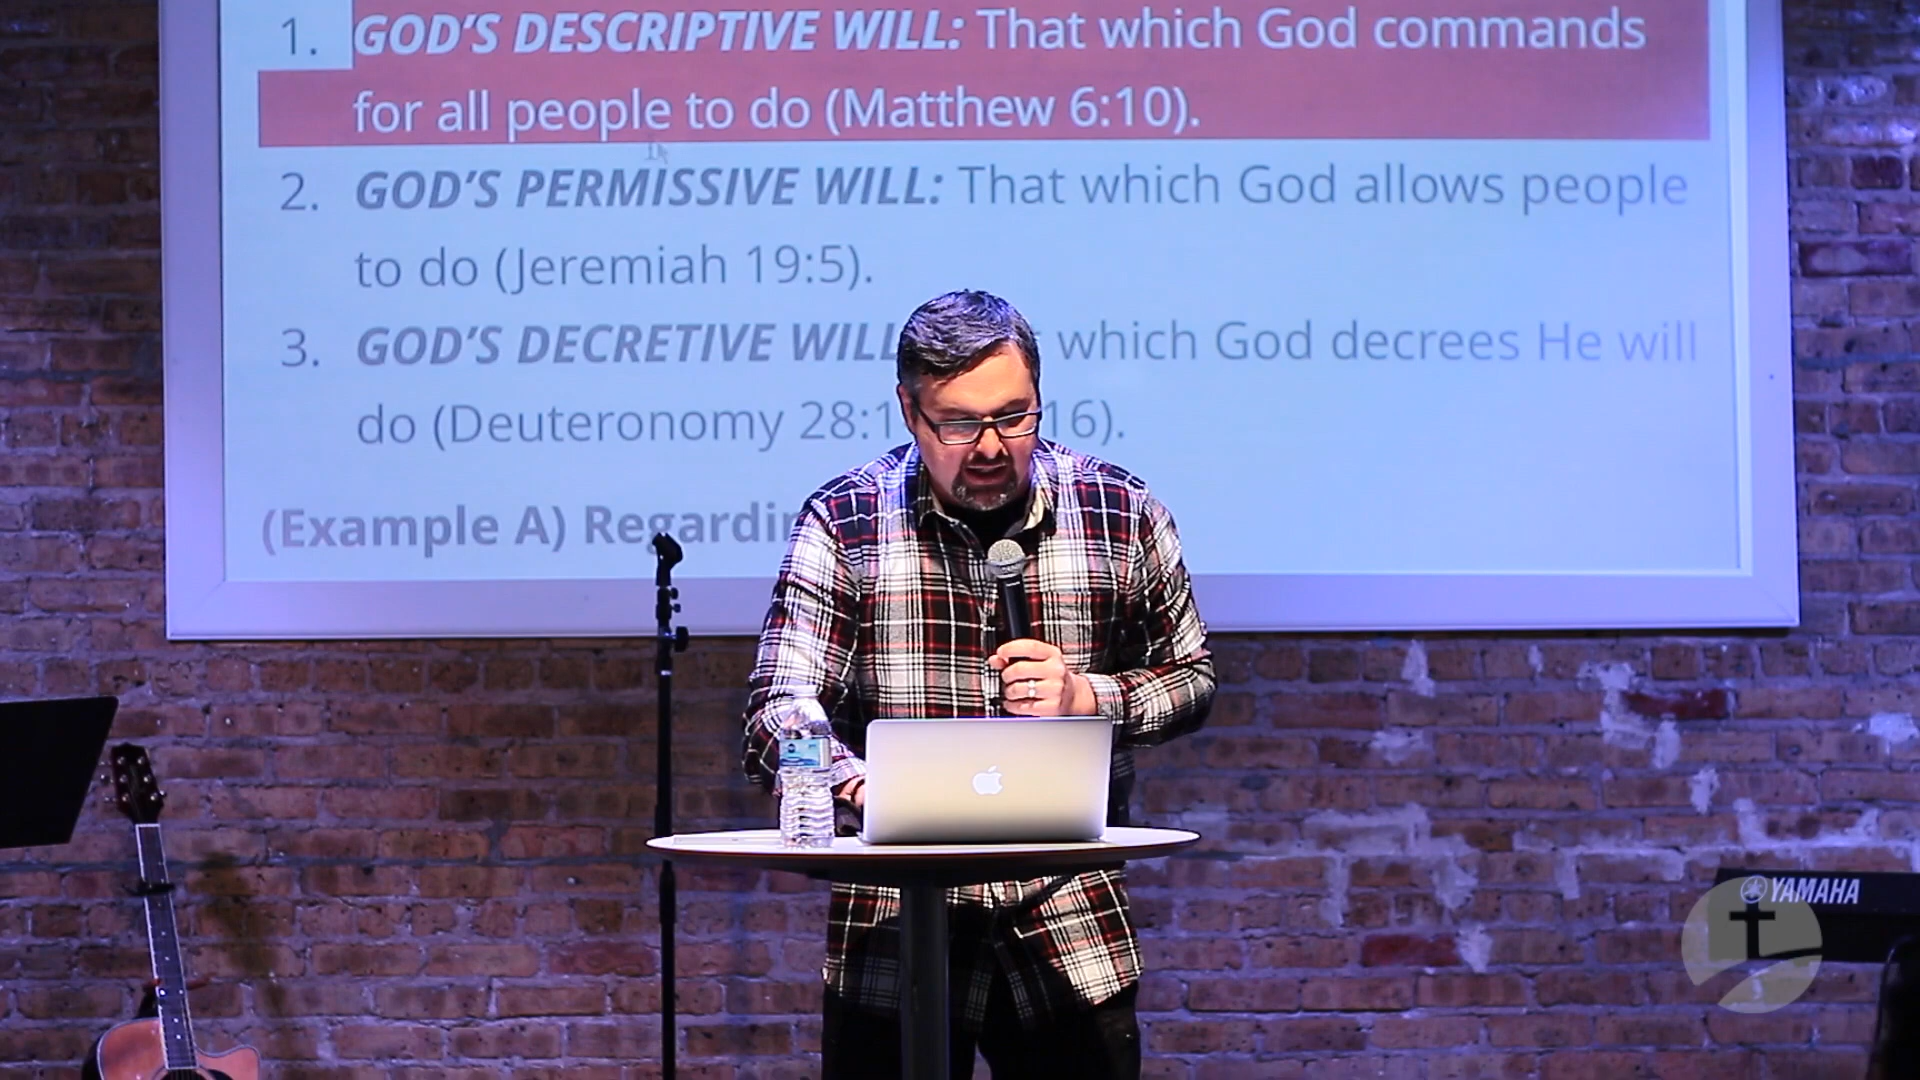 1. GOD'S DESCRIPTIVE WILL: That which God commands
for all people to do (Matthew 6:10).
2. GOD'S PERMISSIVE WILL: That which God allows people
to do (Jeremiah 19:5).
3. GOD'S DECRETIVE WILL which God decrees He will
do (Deuteronomy 28:1 16).
(Example A)
YAMAHA